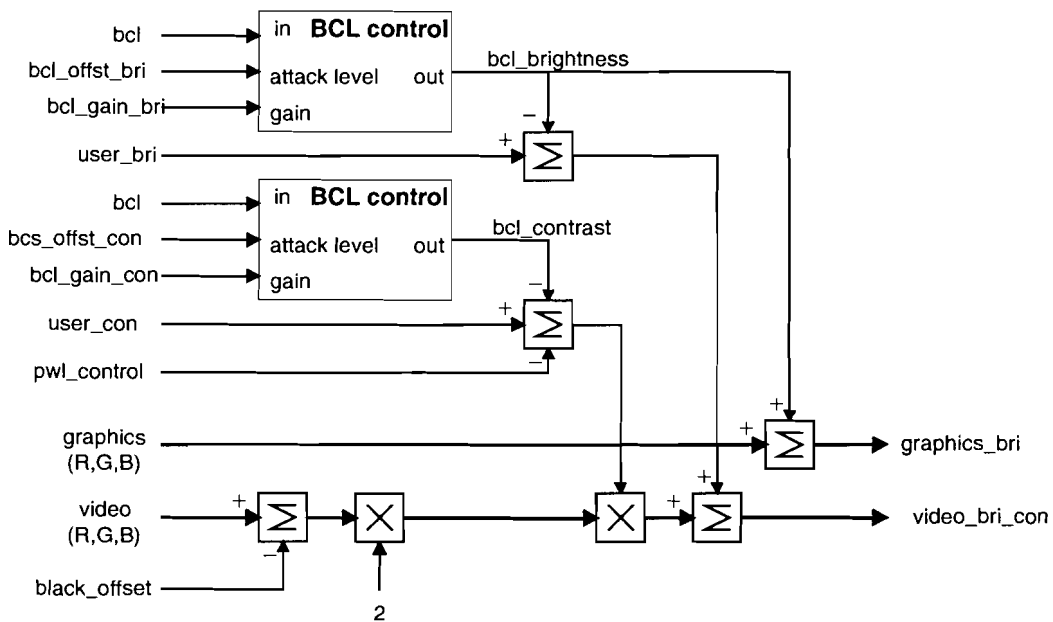 bcl
in BCL control
bcl_brightness
bcl_offst_bri
attack level out
bcl_gain_bri
gain
−
+
user_bri
Σ
bcl
in BCL control
bcl_contrast
bcs_offst_con
attack level out
bcl_gain_con
gain
−
+
user_con
Σ
−
pwl_control
+
graphics
(R,G,B)
+
Σ
graphics_bri
+
video
(R,G,B)
+
Σ
×
×
+
Σ
video_bri_con
−
black_offset
2